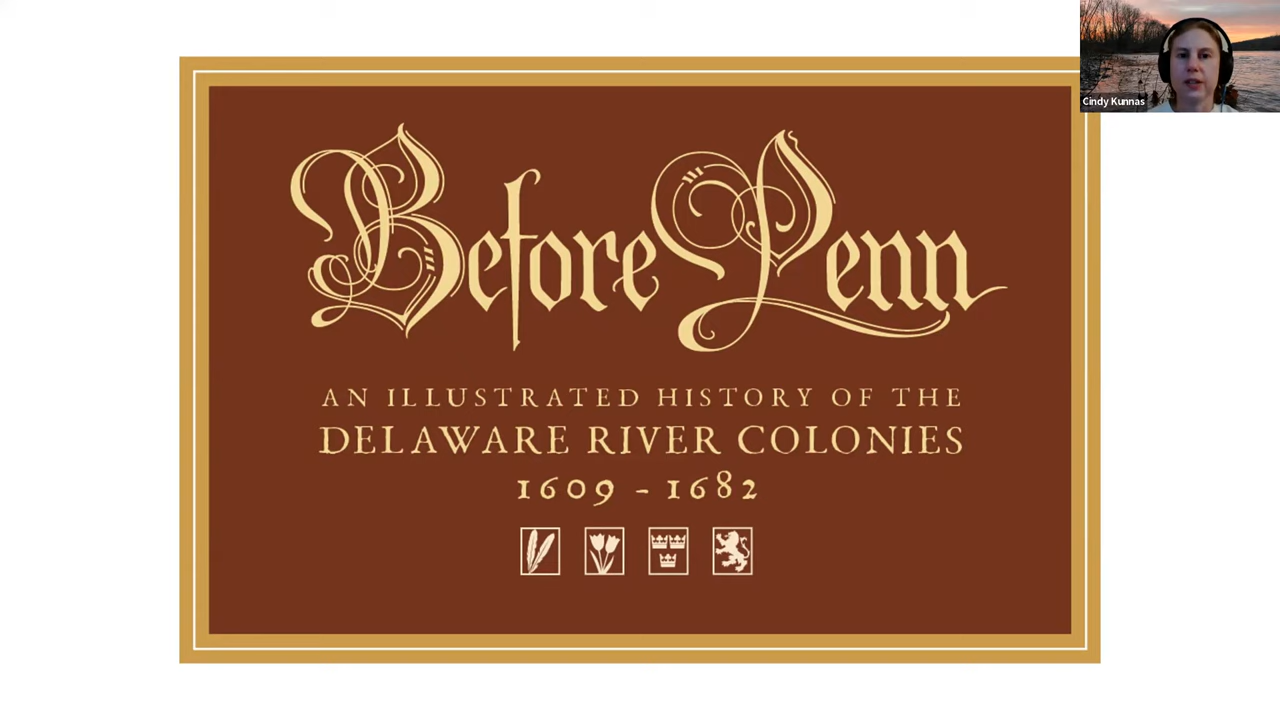 Before Penn
AN ILLUSTRATED HISTORY OF THE
DELAWARE RIVER COLONIES
1609 - 1682
Cindy Kunnas